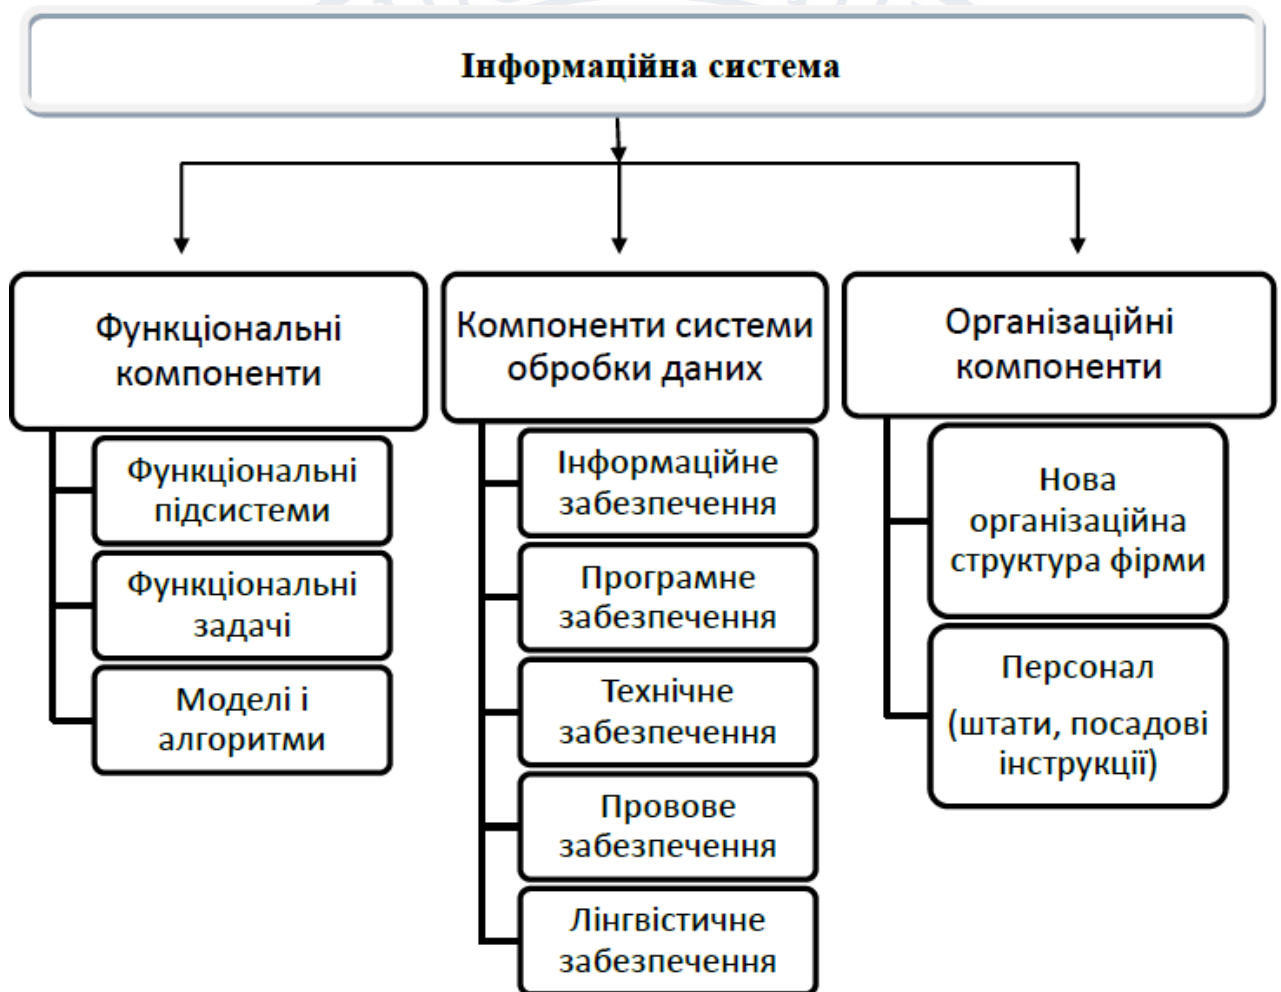 Інформаційна система
Функціональні
компоненти
Функціональні
підсистеми
Функціональні
задачі
Моделі і
алгоритми
Компоненти системи
обробки даних
Інформаційне
забезпечення
Програмне
забезпечення
Технічне
забезпечення
Провове
забезпечення
Лінгвістичне
забезпечення
Організаційні
компоненти
Нова
організаційна
структура фірми
Персонал
(штати, посадові
інструкції)